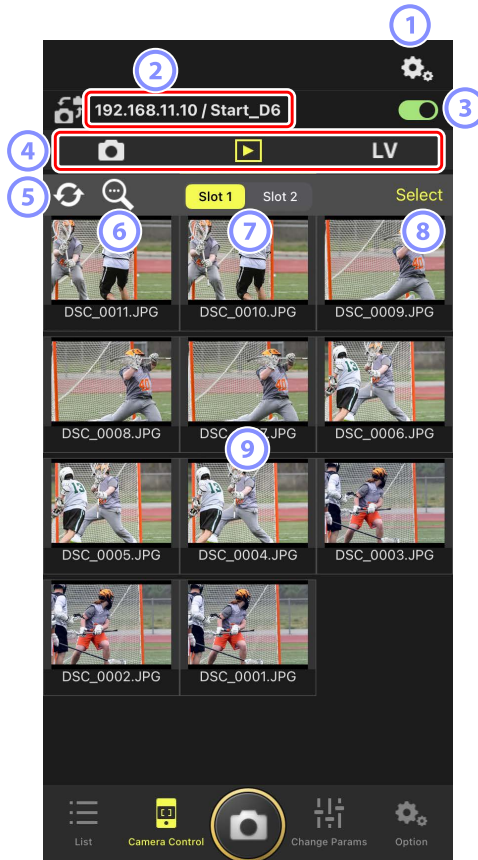 1
2
192.168.11.10 / Start_D6
3
4
LV
5
6
Slot 1
Slot 2
7
Select
8
DSC_0011.JPG
DSC_0010.JPG
DSC_0009.JPG
DSC_0008.JPG
DSC_0007.JPG
DSC_0006.JPG
9
DSC_0005.JPG
DSC_0004.JPG
DSC_0003.JPG
DSC_0002.JPG
DSC_0001.JPG
List
Camera Control
Change Params
Option